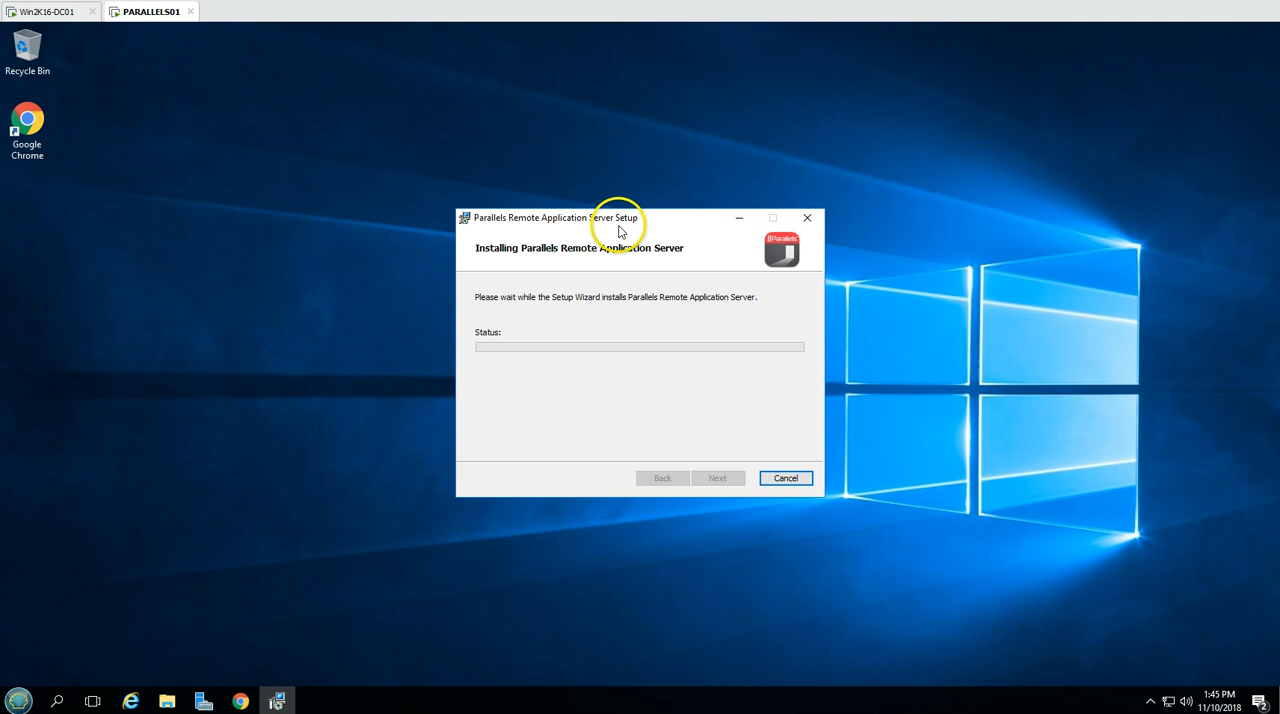 Win2K16-DC01
PARALLELS01
Recycle Bin
Google
Chrome
Parallels Remote Application Server Setup
Installing Parallels Remote Application Server
||Parallels
Please wait while the Setup Wizard installs Parallels Remote Application Server.
Status:
Back
Next
Cancel
1:45 PM
11/10/2018
2